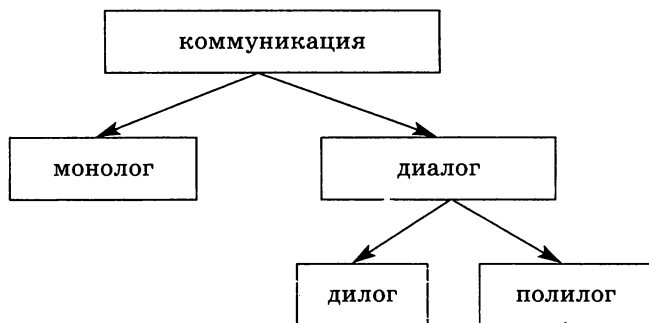 коммуникация
монолог
диалог
дилог
полилог